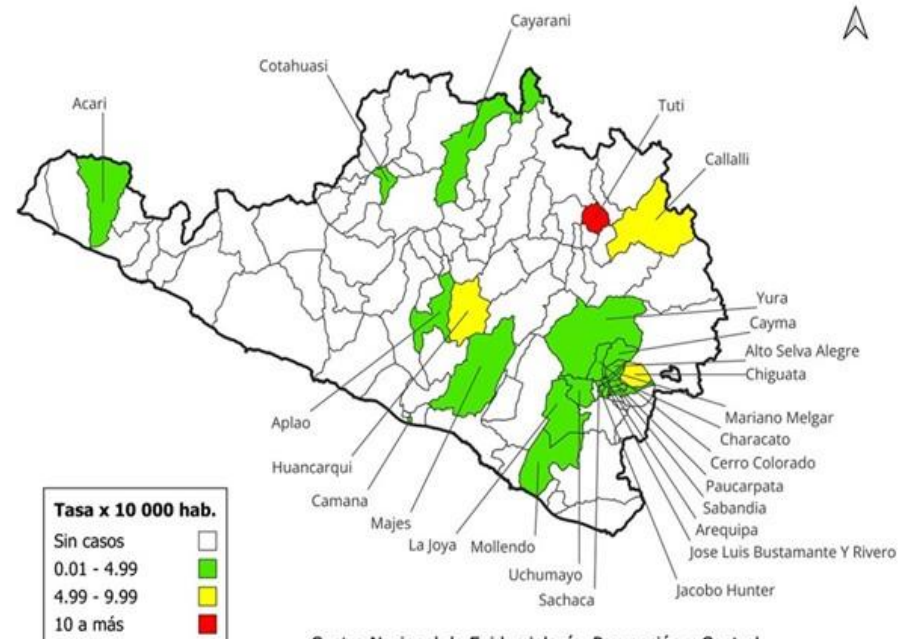 Cayarani
Cotahuasi
Acari
Tuti
Callalli
Yura
Cayma
Alto Selva Alegre
Chiguata
Mariano Melgar
Characato
Cerro Colorado
Paucarpata
Sabandia
Arequipa
Jose Luis Bustamante Y Rivero
Jacobo Hunter
Aplao
Huancarqui
Camana
Majes
La Joya
Mollendo
Uchumayo
Sachaca
Tasa x 10 000 hab.
Sin casos
0.01 - 4.99
4.99 - 9.99
10 a más